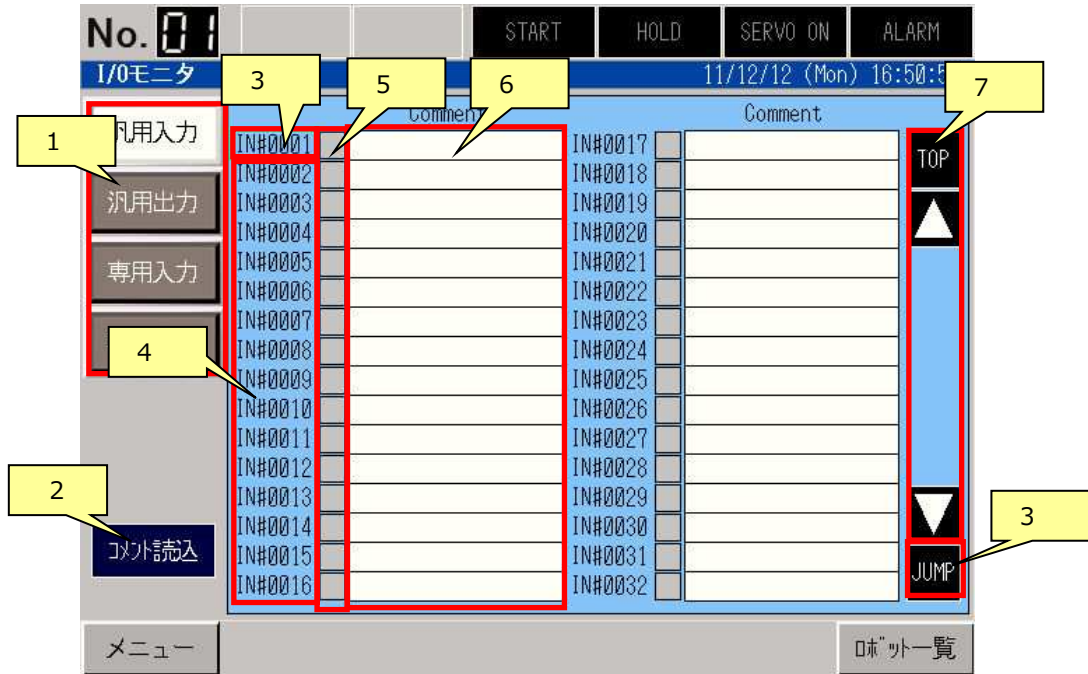 No. 01 START HOLD SERVO ON ALARM
I/Oモニタ 11/12/12 (Mon) 16:50:5
3 5 6 7
Comment Comment
1 汎用入力
汎用出力
専用入力
4
2
コメント読込
3
IN#0001 IN#0017 TOP
IN#0002 IN#0018
IN#0003 IN#0019
IN#0004 IN#0020
IN#0005 IN#0021
IN#0006 IN#0022
IN#0007 IN#0023
IN#0008 IN#0024
IN#0009 IN#0025
IN#0010 IN#0026
IN#0011 IN#0027
IN#0012 IN#0028
IN#0013 IN#0029
IN#0014 IN#0030
IN#0015 IN#0031
IN#0016 IN#0032 JUMP
メニュー ロボット一覧